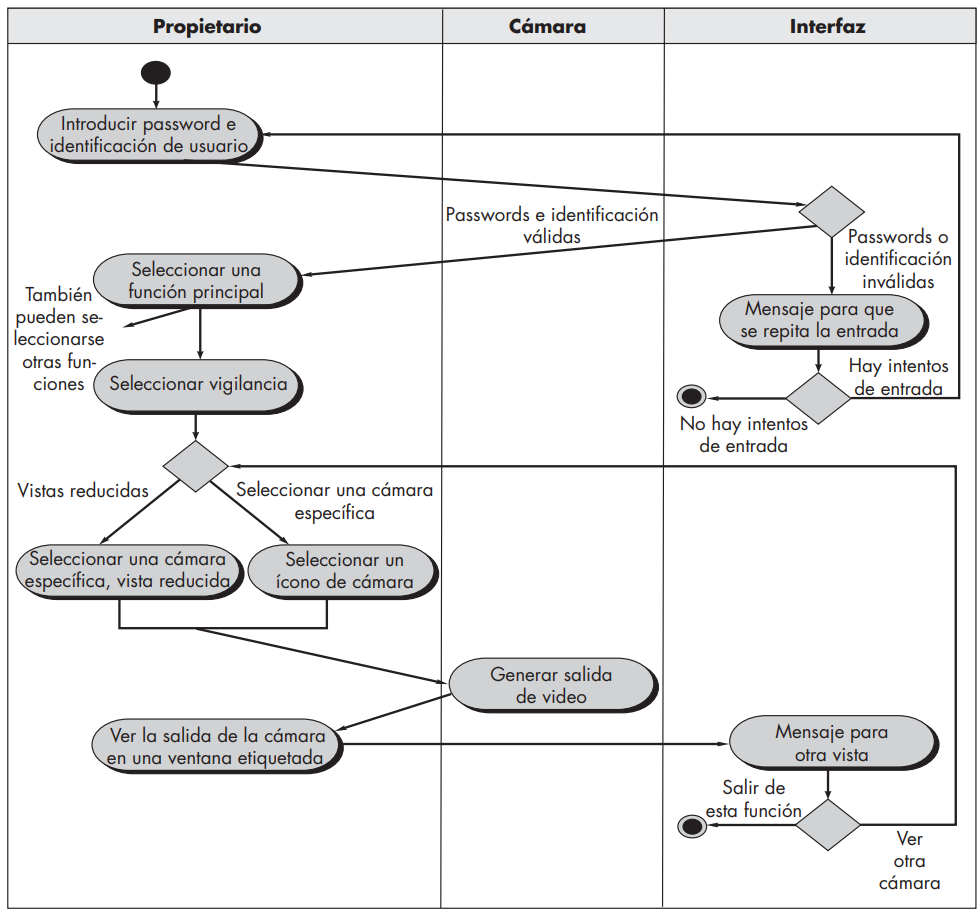 Propietario
Cámara
Interfaz
Introducir password e
identificación de usuario
Passwords e identificación
válidas
Passwords o
identificación
inválidas
Seleccionar una
función principal
También
pueden se-
leccionarse
otras fun-
ciones
Mensaje para que
se repita la entrada
Seleccionar vigilancia
Hay intentos
de entrada
No hay intentos
de entrada
Vistas reducidas
Seleccionar una cámara
específica
Seleccionar una cámara
específica, vista reducida
Seleccionar un
ícono de cámara
Generar salida
de video
Ver la salida de la cámara
en una ventana etiquetada
Mensaje para
otra vista
Salir de
esta función
Ver
otra
cámara